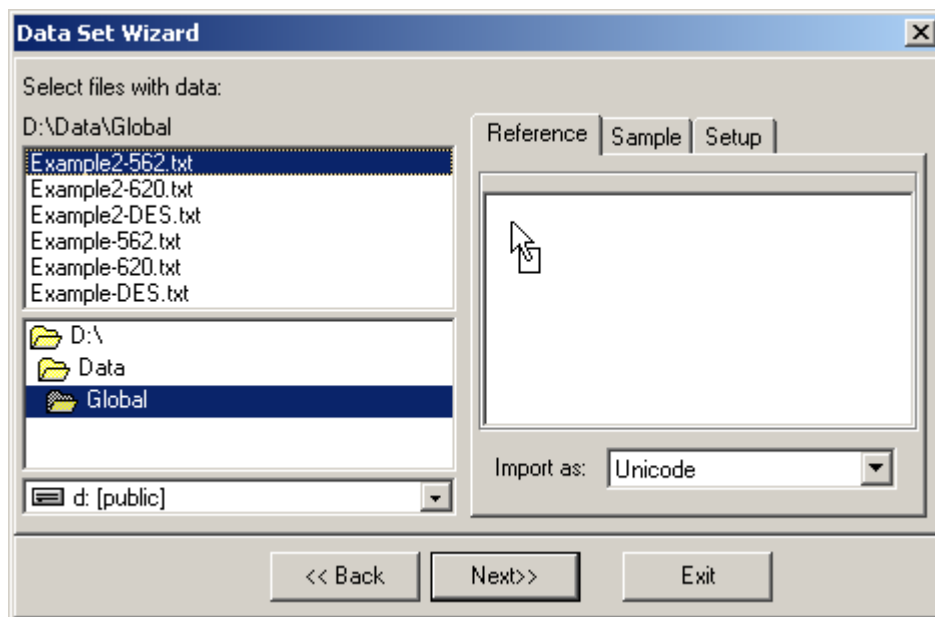 Data Set Wizard
Select files with data:
D:\Data\Global
Example2-562.txt
Example2-620.txt
Example2-DES.txt
Example-562.txt
Example-620.txt
Example-DES.txt
D:\
Data
Global
d: [public]
Reference Sample Setup
Import as: Unicode
<< Back Next>> Exit